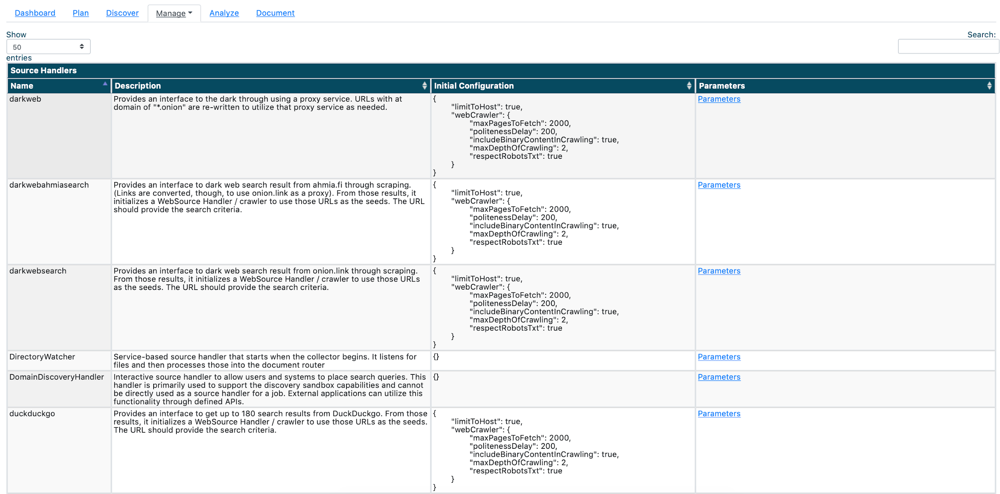 Dashboard Plan Discover Manage Analyze Document
Show Search:
50
entries
Source Handlers
Name Description Initial Configuration Parameters
darkweb
Provides an interface to the dark through using a proxy service. URLs with at
domain of "*.onion" are re-written to utilize that proxy service as needed.
{
"limitToHost": true,
"webCrawler": {
"maxPagesToFetch": 2000,
"politenessDelay": 200,
"includeBinaryContentInCrawling": true,
"maxDepthOfCrawling": 2,
"respectRobotsTxt": true
}
}
Parameters
darkwebahmiasearch
Provides an interface to dark web search result from ahmia.fi through scraping.
(Links are converted, though, to use onion.link as a proxy). From those results, it
initializes a WebSource Handler / crawler to use those URLs as the seeds. The URL
should provide the search criteria.
{
"limitToHost": true,
"webCrawler": {
"maxPagesToFetch": 2000,
"politenessDelay": 200,
"includeBinaryContentInCrawling": true,
"maxDepthOfCrawling": 2,
"respectRobotsTxt": true
}
}
Parameters
darkwebsearch
Provides an interface to dark web search result from onion.link through scraping.
From those results, it initializes a WebSource Handler / crawler to use those URLs
as the seeds. The URL should provide the search criteria.
{
"limitToHost": true,
"webCrawler": {
"maxPagesToFetch": 2000,
"politenessDelay": 200,
"includeBinaryContentInCrawling": true,
"maxDepthOfCrawling": 2,
"respectRobotsTxt": true
}
}
Parameters
DirectoryWatcher
Service-based source handler that starts when the collector begins. It listens for
files and then processes those into the document router
{}
Parameters
DomainDiscoveryHandler
Interactive source handler to allow users and systems to place search queries. This
handler is primarily used to support the discovery sandbox capabilities and cannot
be directly used as a source handler for a job. External applications can utilize this
functionality through defined APIs.
{}
Parameters
duckduckgo
Provides an interface to get up to 180 search results from DuckDuckgo. From those
results, it initializes a WebSource Handler / crawler to use those URLs as the seeds.
The URL should provide the search criteria.
{
"limitToHost": true,
"webCrawler": {
"maxPagesToFetch": 2000,
"politenessDelay": 200,
"includeBinaryContentInCrawling": true,
"maxDepthOfCrawling": 2,
"respectRobotsTxt": true
}
}
Parameters